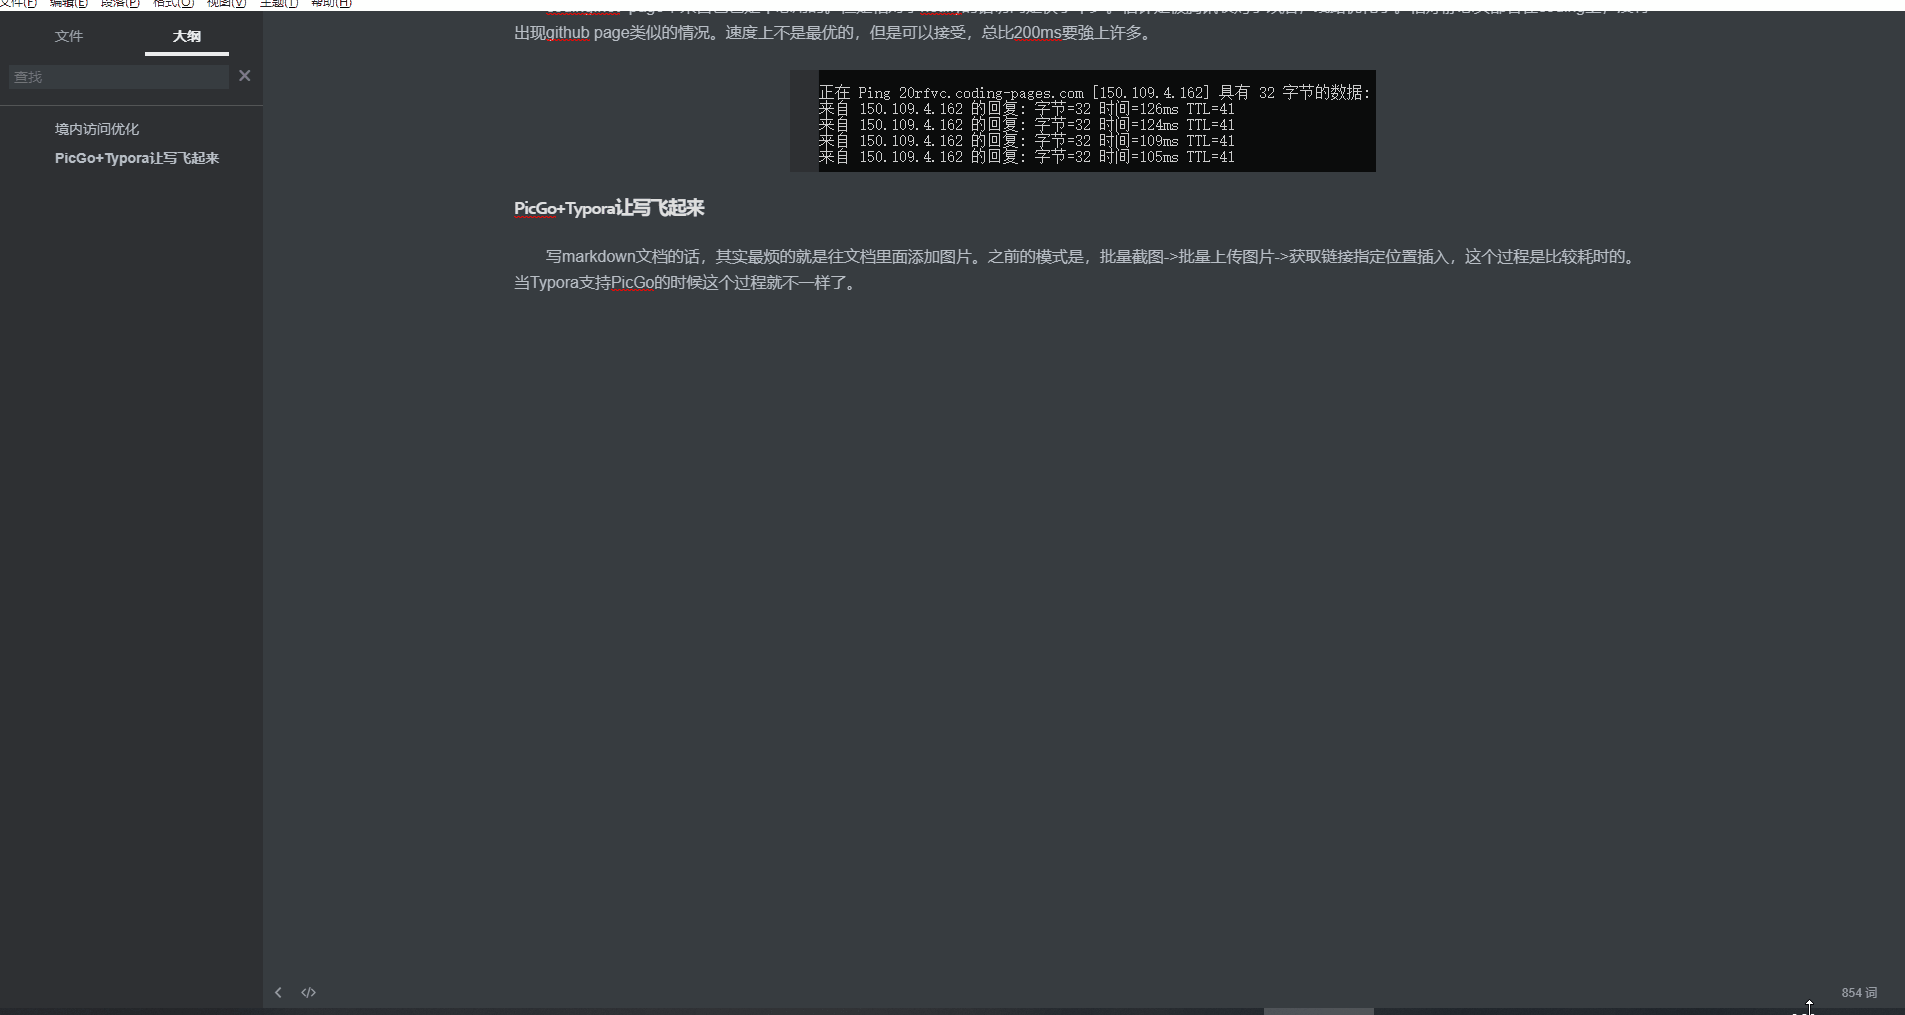 文件(F) 编辑(E) 段落(P) 格式(O) 视图(V) 主题(T) 帮助(H)
文件 大纲
查找
境内访问优化
PicGo+Typora让写飞起来
出现github page类似的情况。速度上不是最优的，但是可以接受，总比200ms要強上许多。
正在 Ping 20rfvc.coding-pages.com [150.109.4.162] 具有 32 字节的数据:
来自 150.109.4.162 的回复: 字节=32 时间=126ms TTL=41
来自 150.109.4.162 的回复: 字节=32 时间=124ms TTL=41
来自 150.109.4.162 的回复: 字节=32 时间=109ms TTL=41
来自 150.109.4.162 的回复: 字节=32 时间=105ms TTL=41
PicGo+Typora让写飞起来
写markdown文档的话，其实最烦的就是往文档里面添加图片。之前的模式是，批量截图->批量上传图片->获取链接指定位置插入，这个过程是比较耗时的。
当Typora支持PicGo的时候这个过程就不一样了。
</> 854 词